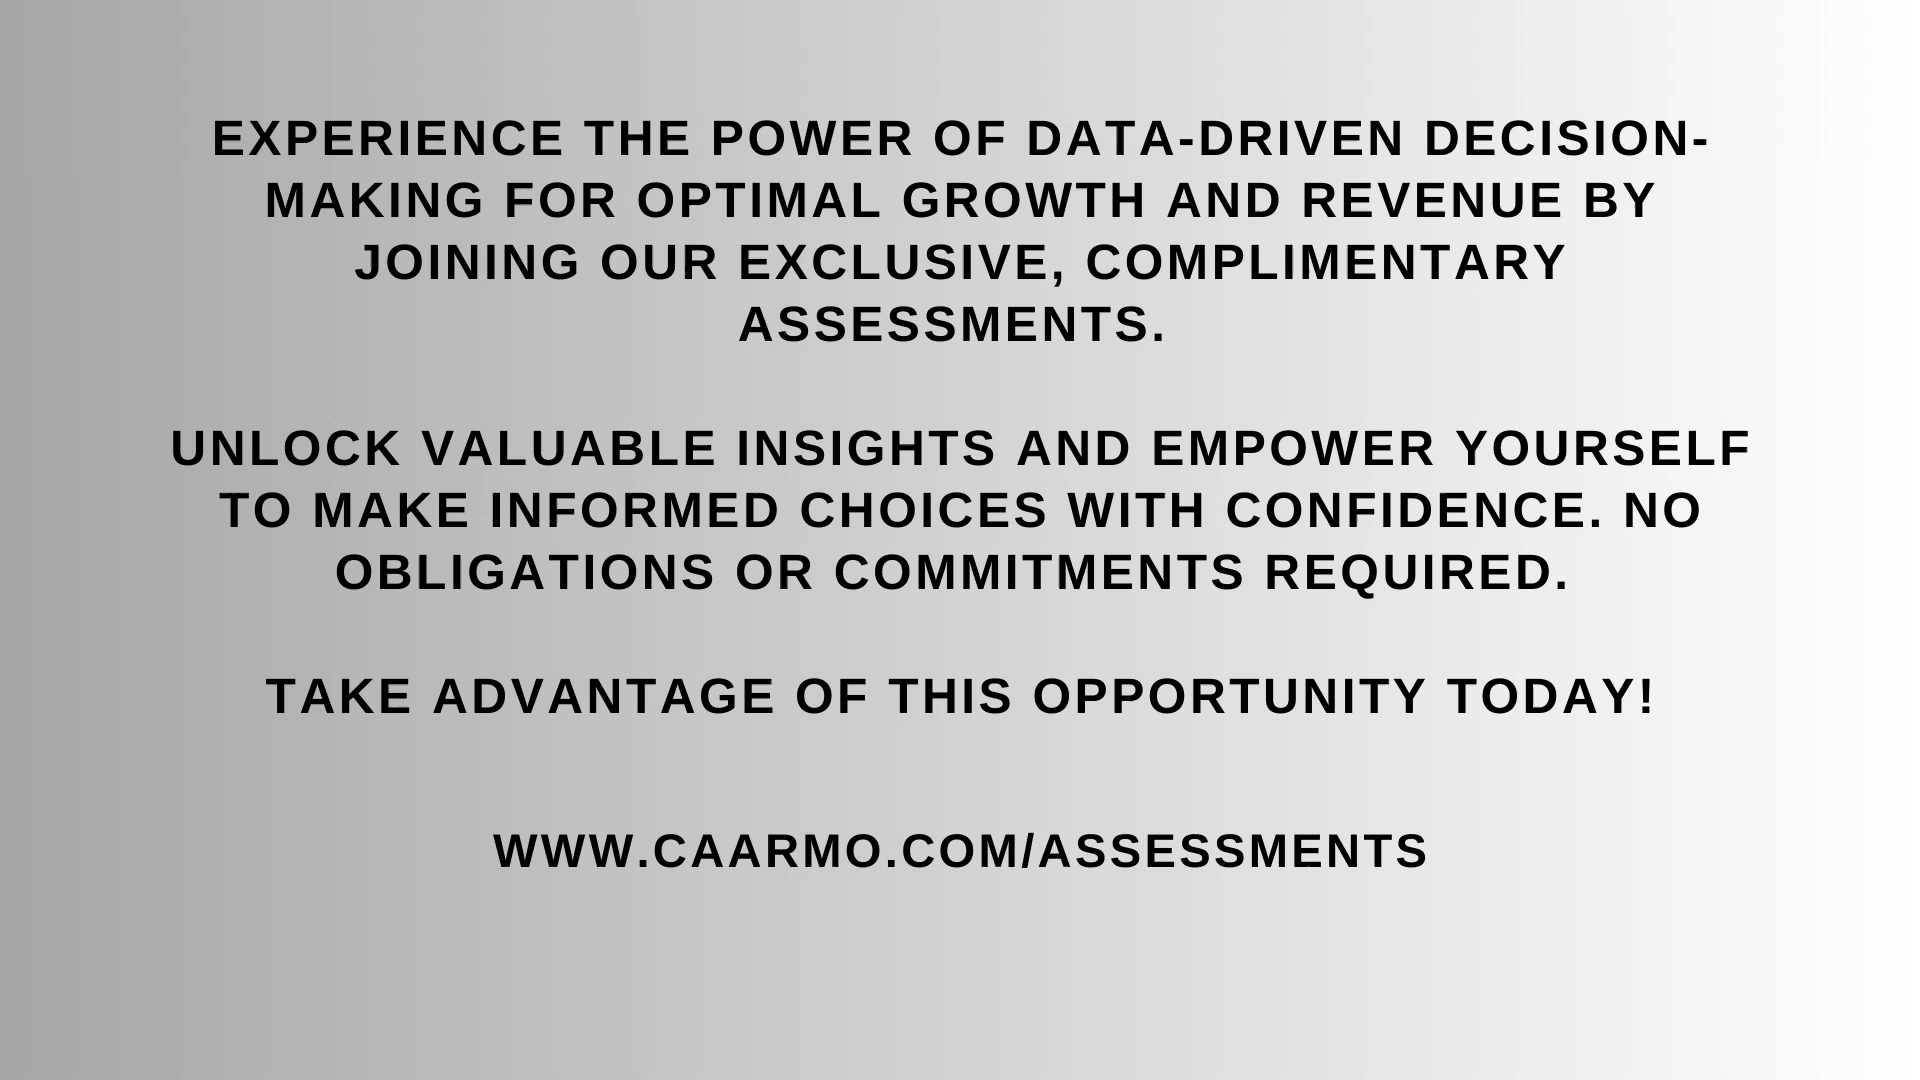 EXPERIENCE THE POWER OF DATA-DRIVEN DECISION-
MAKING FOR OPTIMAL GROWTH AND REVENUE BY
JOINING OUR EXCLUSIVE, COMPLIMENTARY
ASSESSMENTS.
UNLOCK VALUABLE INSIGHTS AND EMPOWER YOURSELF
TO MAKE INFORMED CHOICES WITH CONFIDENCE. NO
OBLIGATIONS OR COMMITMENTS REQUIRED.
TAKE ADVANTAGE OF THIS OPPORTUNITY TODAY!
WWW.CAARMO.COM/ASSESSMENTS